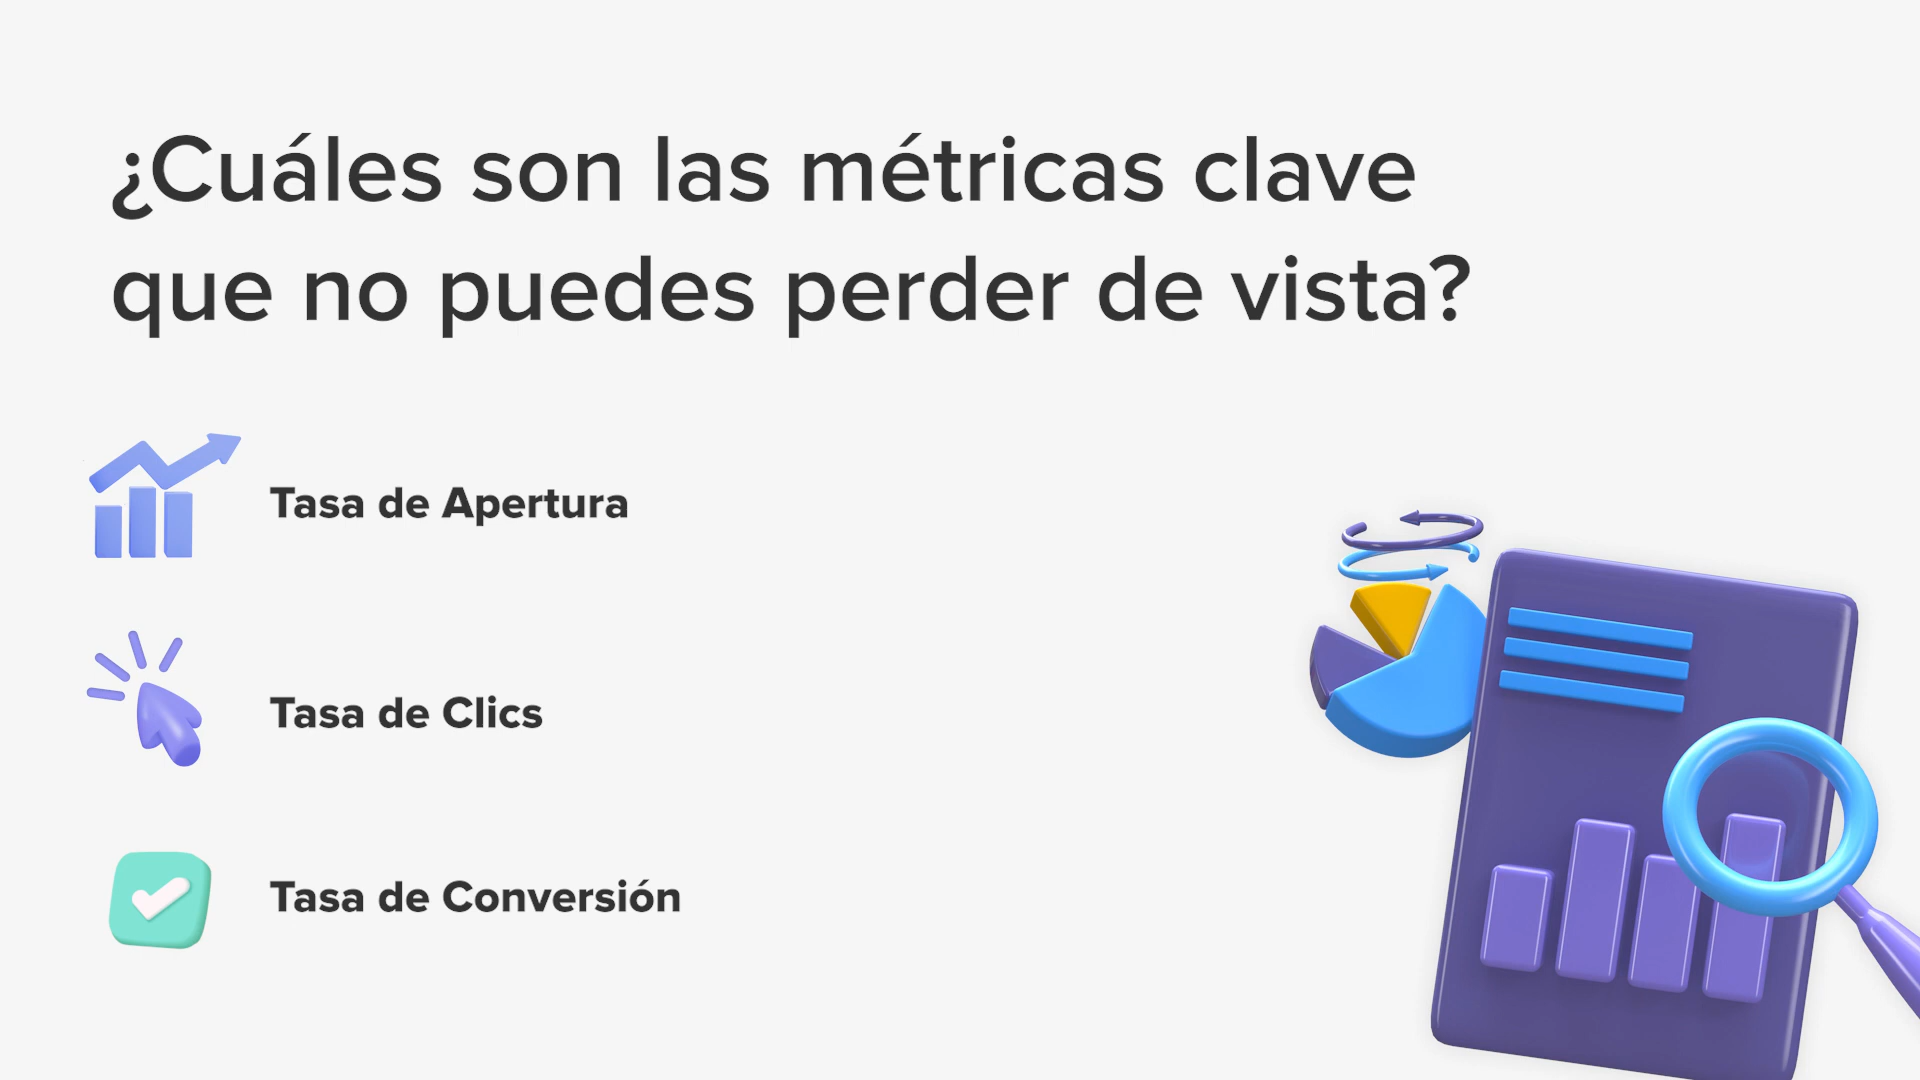 ¿Cuáles son las métricas clave
que no puedes perder de vista?
Tasa de Apertura
Tasa de Clics
Tasa de Conversión